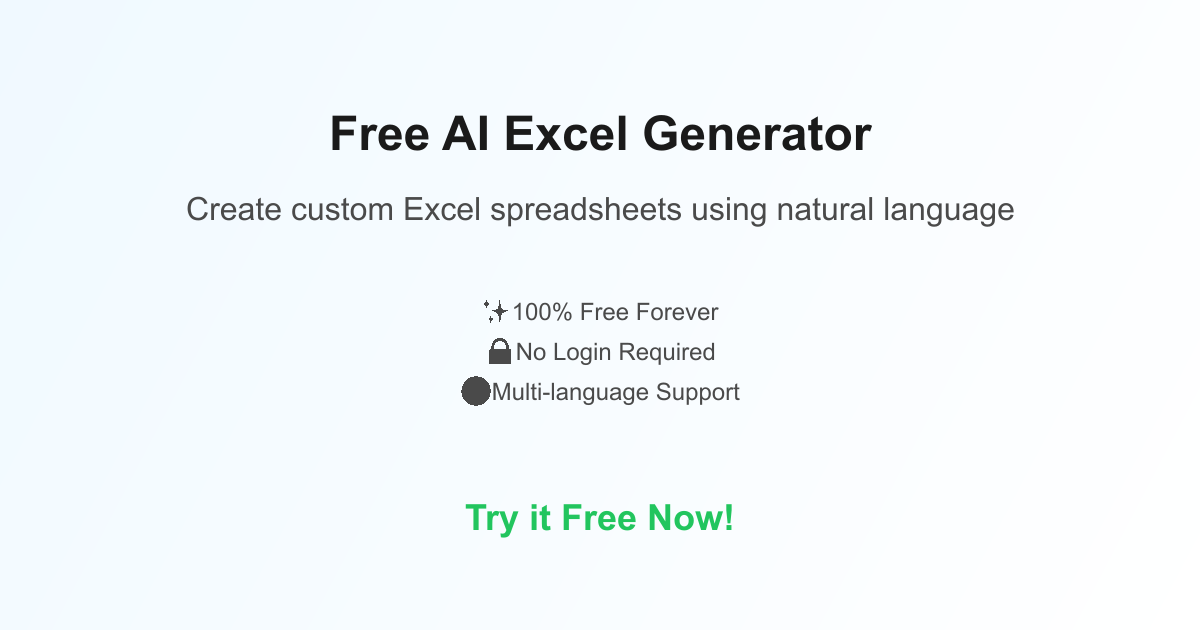 Free AI Excel Generator
Create custom Excel spreadsheets using natural language
✨100% Free Forever
🔒No Login Required
Multi-language Support
Try it Free Now!